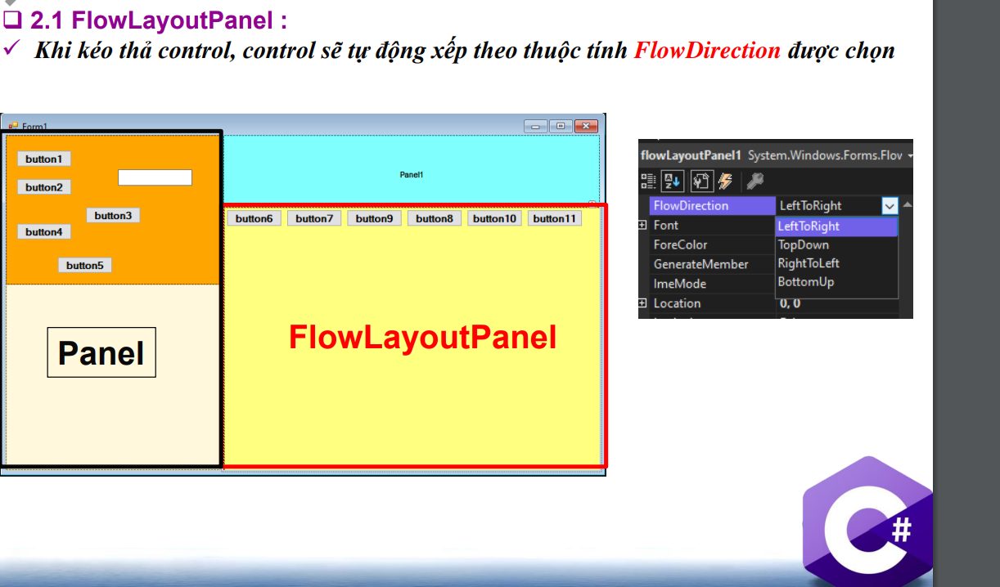 2.1 FlowLayoutPanel :
Khi kéo thả control, control sẽ tự động xếp theo thuộc tính FlowDirection được chọn
Form1
button1
button2
button3
button4
button5
Panel
Panel1
button6 button7 button9 button8 button10 button11
FlowLayoutPanel
flowLayoutPanel1 System.Windows.Forms.Flov
FlowDirection LeftToRight
Font LeftToRight
ForeColor TopDown
GenerateMember RightToLeft
ImeMode BottomUp
Location 0, 0
C#